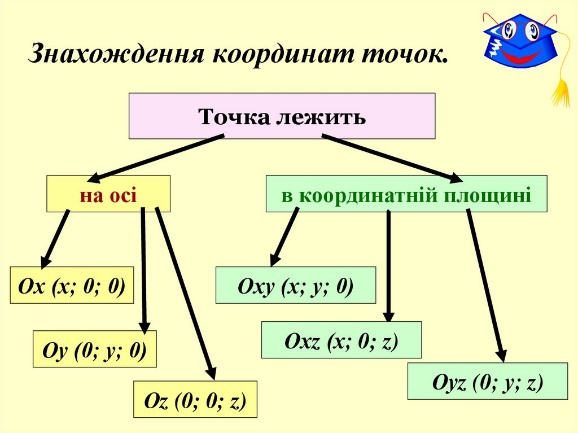 Знахождення координат точок.
Точка лежить
на осі
в координатній площині
Ox (x; 0; 0)
Oxy (x; y; 0)
Oy (0; y; 0)
Oxz (x; 0; z)
Oz (0; 0; z)
Oyz (0; y; z)